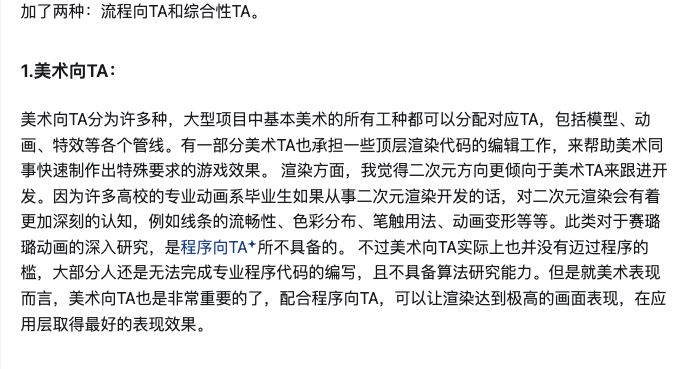 加了两种：流程向TA和综合性TA。
1.美术向TA：
美术向TA分为许多种，大型项目中基本美术的所有工种都可以分配对应TA，包括模型、动
画、特效等各个管线。有一部分美术TA也承担一些顶层渲染代码的编辑工作，来帮助美术同
事快速制作出特殊要求的游戏效果。 渲染方面，我觉得二次元方向更倾向于美术TA来跟进开
发。因为许多高校的专业动画系毕业生如果从事二次元渲染开发的话，对二次元渲染会有着
更加深刻的认知，例如线条的流畅性、色彩分布、笔触用法、动画变形等等。此类对于赛璐
璐动画的深入研究，是程序向TA所不具备的。 不过美术向TA实际上也并没有迈过程序的
槛，大部分人还是无法完成专业程序代码的编写，且不具备算法研究能力。但是就美术表现
而言，美术向TA也是非常重要的了，配合程序向TA，可以让渲染达到极高的画面表现，在应
用层取得最好的表现效果。